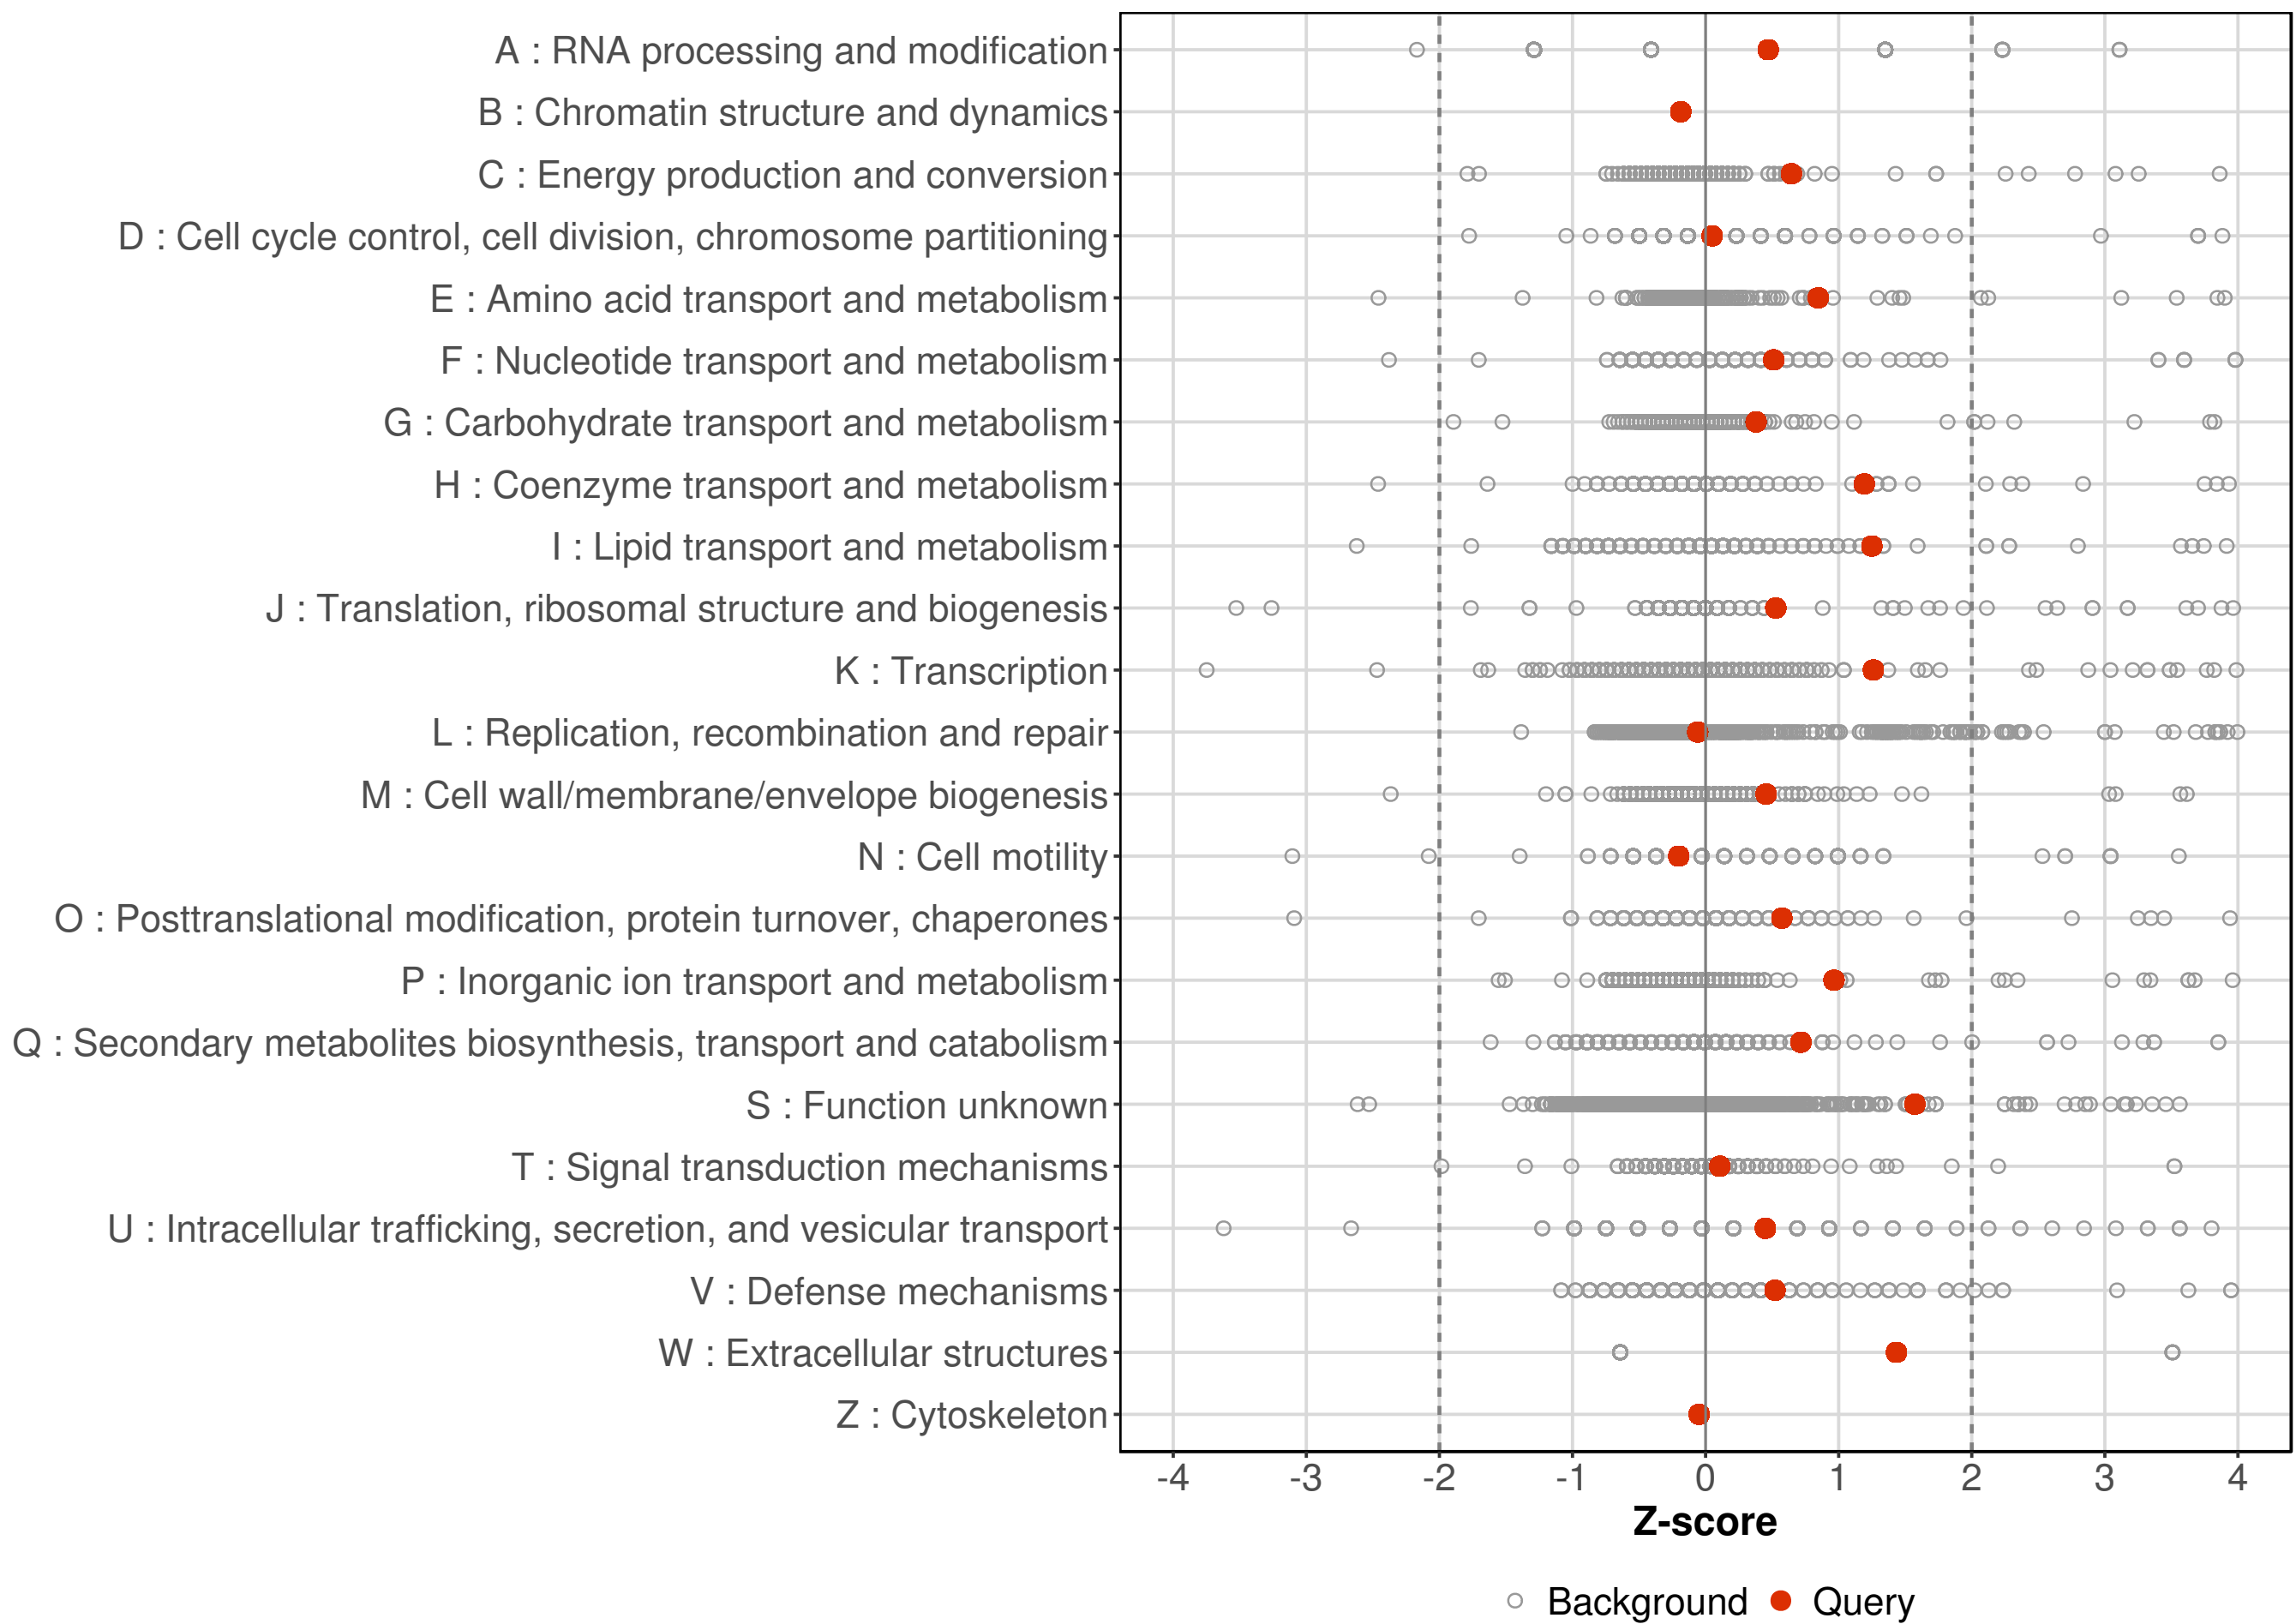 A : RNA processing and modification
B : Chromatin structure and dynamics
C : Energy production and conversion
D : Cell cycle control, cell division, chromosome partitioning
E : Amino acid transport and metabolism
F : Nucleotide transport and metabolism
G : Carbohydrate transport and metabolism
H : Coenzyme transport and metabolism
I : Lipid transport and metabolism
J : Translation, ribosomal structure and biogenesis
K : Transcription
L : Replication, recombination and repair
M : Cell wall/membrane/envelope biogenesis
N : Cell motility
O : Posttranslational modification, protein turnover, chaperones
P : Inorganic ion transport and metabolism
Q : Secondary metabolites biosynthesis, transport and catabolism
S : Function unknown
T : Signal transduction mechanisms
U : Intracellular trafficking, secretion, and vesicular transport
V : Defense mechanisms
W : Extracellular structures
Z : Cytoskeleton
-4 -3 -2 -1 0 1 2 3 4
Z-score
Background Query